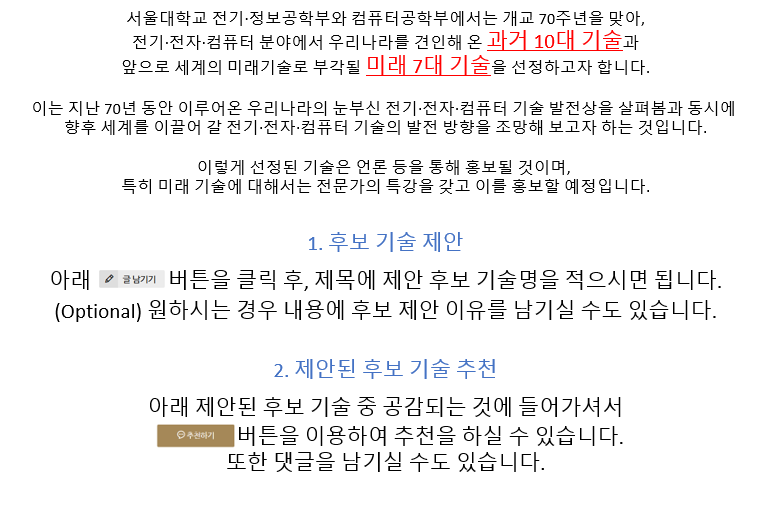 서울대학교 전기·정보공학부와 컴퓨터공학부에서는 개교 70주년을 맞아,
전기·전자·컴퓨터 분야에서 우리나라를 견인해 온 과거 10대 기술과
앞으로 세계의 미래기술로 부각될 미래 7대 기술을 선정하고자 합니다.
이는 지난 70년 동안 이루어온 우리나라의 눈부신 전기·전자·컴퓨터 기술 발전상을 살펴봄과 동시에
향후 세계를 이끌어 갈 전기·전자·컴퓨터 기술의 발전 방향을 조망해 보고자 하는 것입니다.
이렇게 선정된 기술은 언론 등을 통해 홍보될 것이며,
특히 미래 기술에 대해서는 전문가의 특강을 갖고 이를 홍보할 예정입니다.
1. 후보 기술 제안
아래 글 남기기 버튼을 클릭 후, 제목에 제안 후보 기술명을 적으시면 됩니다.
(Optional) 원하시는 경우 내용에 후보 제안 이유를 남기실 수도 있습니다.
2. 제안된 후보 기술 추천
아래 제안된 후보 기술 중 공감되는 것에 들어가셔서
추천하기 버튼을 이용하여 추천을 하실 수 있습니다.
또한 댓글을 남기실 수도 있습니다.